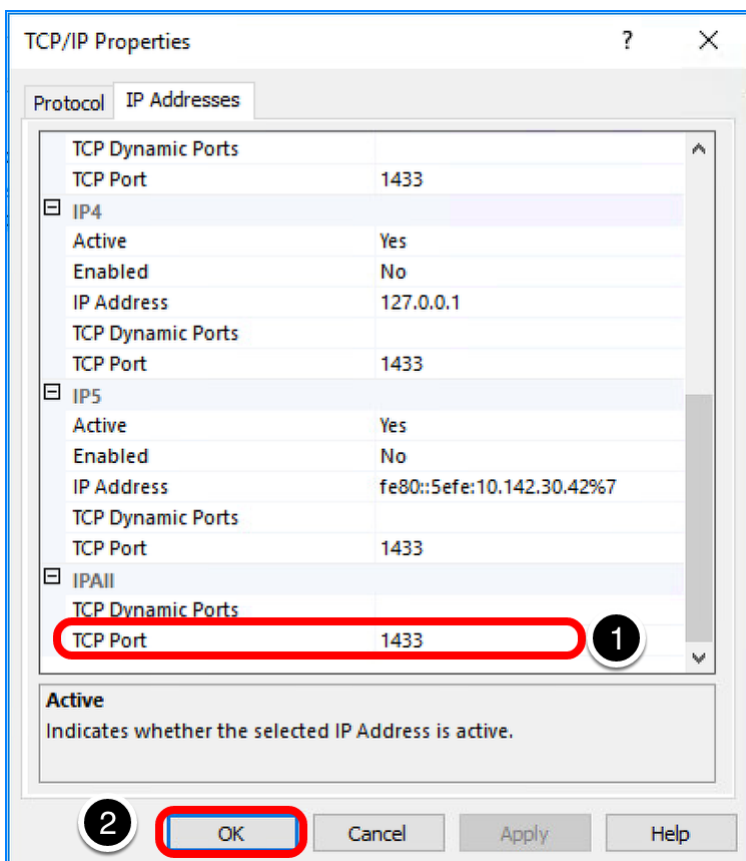 TCP/IP Properties ?
Protocol IP Addresses
TCP Dynamic Ports
TCP Port 1433
IP4
Active Yes
Enabled No
IP Address 127.0.0.1
TCP Dynamic Ports
TCP Port 1433
IP5
Active Yes
Enabled No
IP Address fe80::5efe:10.142.30.42%7
TCP Dynamic Ports
TCP Port 1433
IPAll
TCP Dynamic Ports
TCP Port 1433 1
Active
Indicates whether the selected IP Address is active.
2 OK Cancel Apply Help